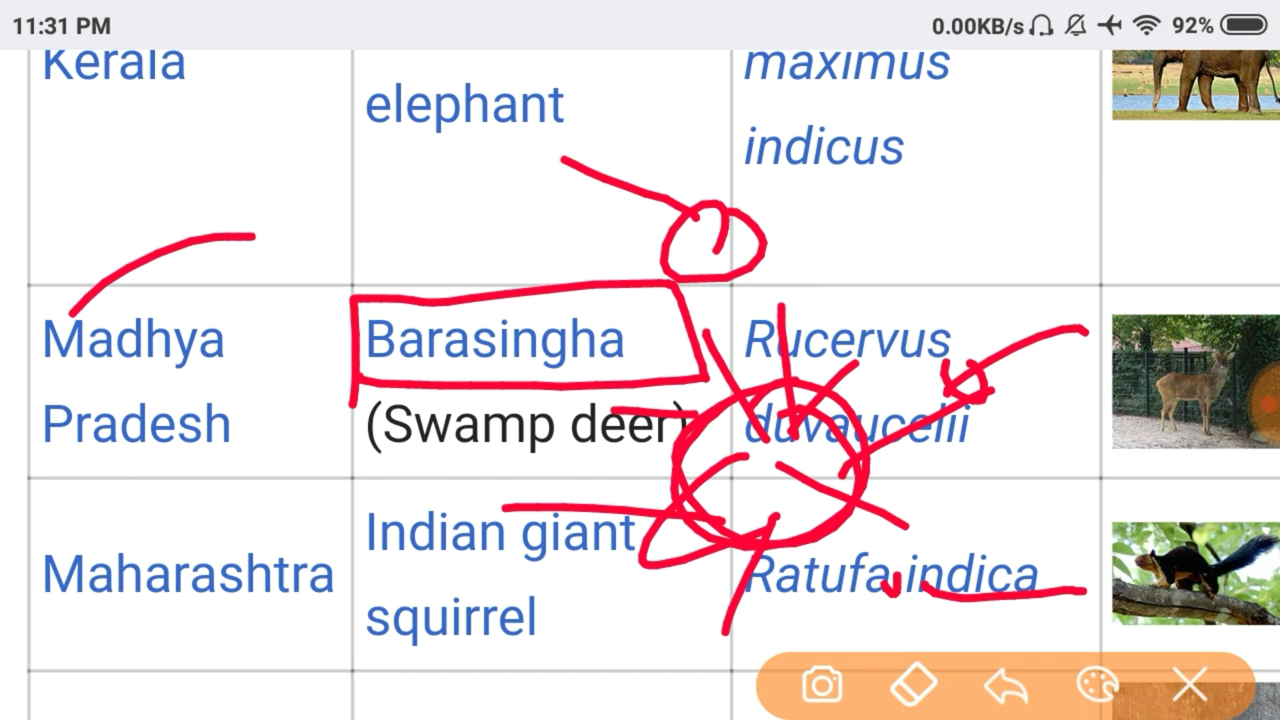 11:31 PM 0.00KB/s 92%
Kerala
elephant
maximus
indicus
Madhya
Pradesh
Barasingha
(Swamp deer)
Rucervus
duvaucelii
Maharashtra
Indian giant
squirrel
Ratufa indica